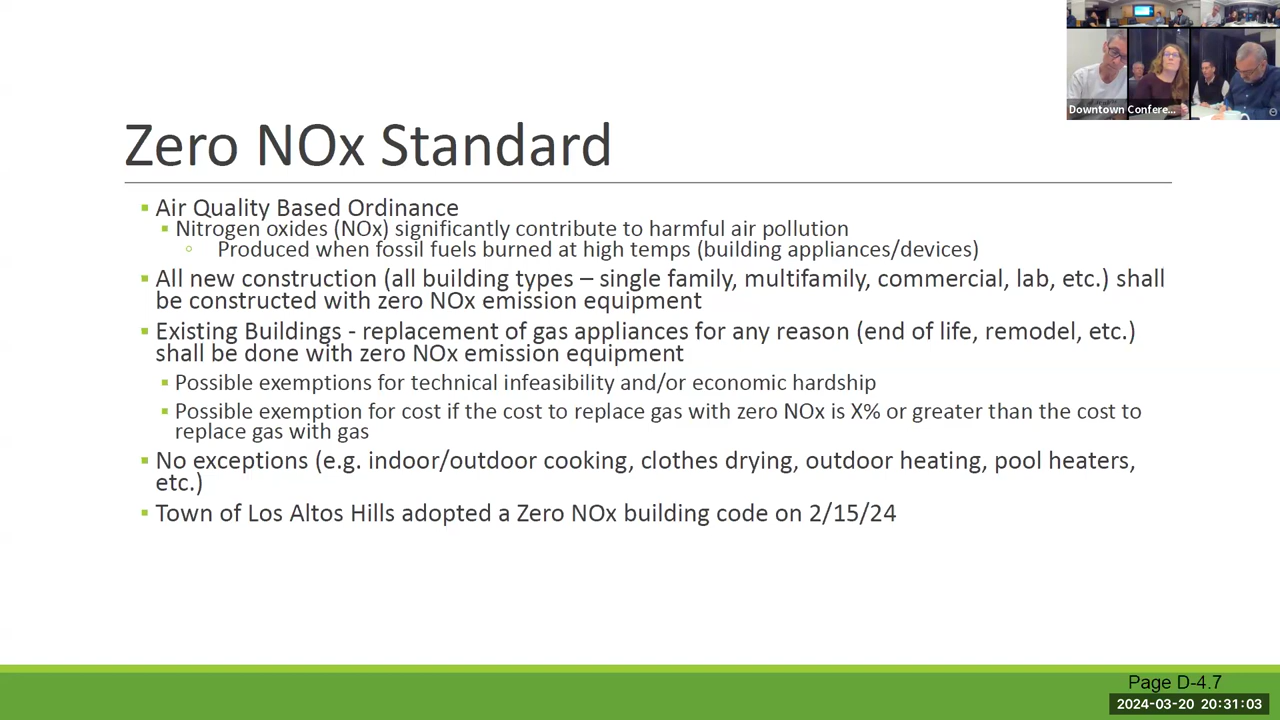 Downtown Confere...
Zero NOx Standard
Air Quality Based Ordinance
Nitrogen oxides (NOx) significantly contribute to harmful air pollution
Produced when fossil fuels burned at high temps (building appliances/devices)
All new construction (all building types – single family, multifamily, commercial, lab, etc.) shall
be constructed with zero NOx emission equipment
Existing Buildings - replacement of gas appliances for any reason (end of life, remodel, etc.)
shall be done with zero NOx emission equipment
Possible exemptions for technical infeasibility and/or economic hardship
Possible exemption for cost if the cost to replace gas with zero NOx is X% or greater than the cost to
replace gas with gas
No exceptions (e.g. indoor/outdoor cooking, clothes drying, outdoor heating, pool heaters,
etc.)
Town of Los Altos Hills adopted a Zero NOx building code on 2/15/24
Page D-4.7
2024-03-20 20:31:03